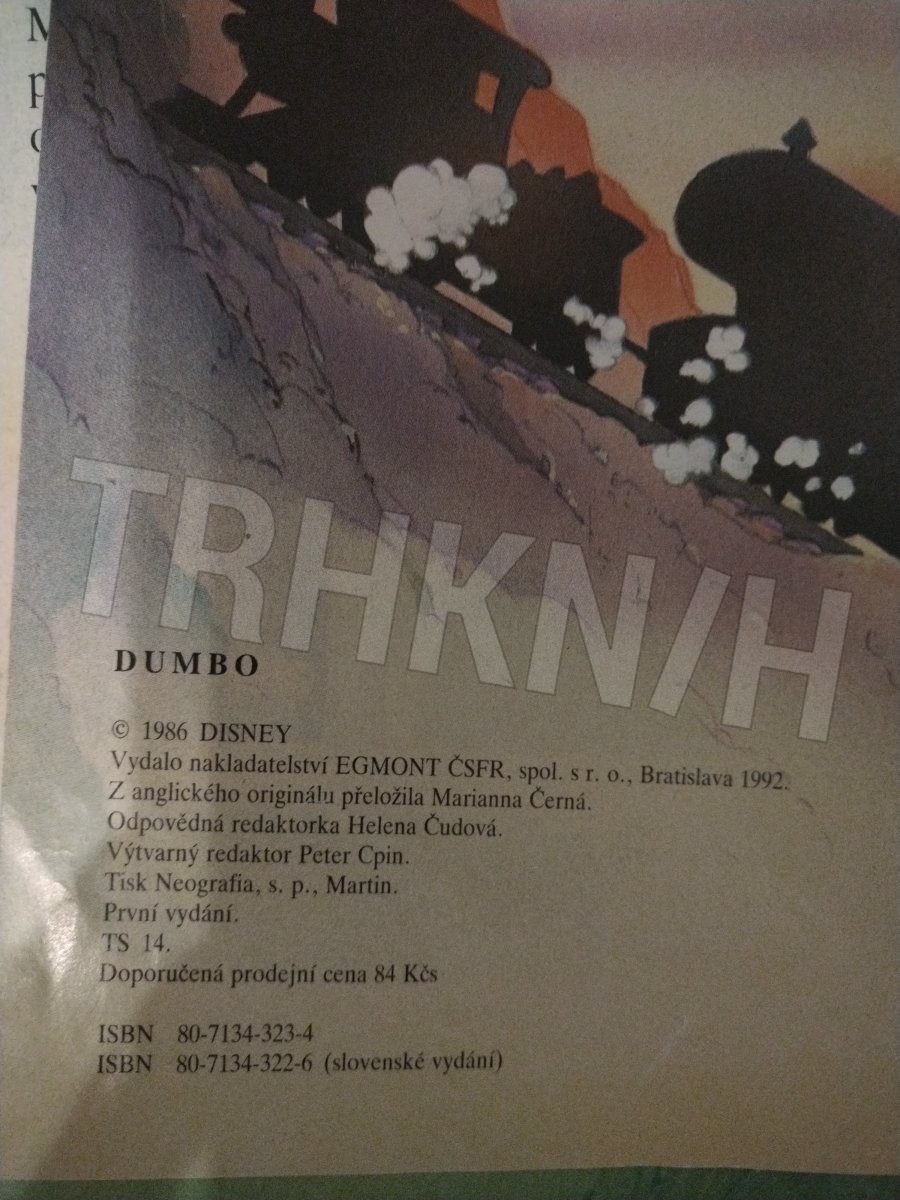 M
p
TRHKN/H
DUMBO
© 1986 DISNEY
Vydalo nakladatelství EGMONT ČSFR, spol. s r. o., Bratislava 1992.
Z anglického originálu přeložila Marianna Černá.
Odpovědná redaktorka Helena Čudová.
Výtvarný redaktor Peter Cpin.
Tisk Neografia, s. p., Martin.
První vydání.
TS 14.
Doporučená prodejní cena 84 Kčs
ISBN 80-7134-323-4
ISBN 80-7134-322-6 (slovenské vydání)